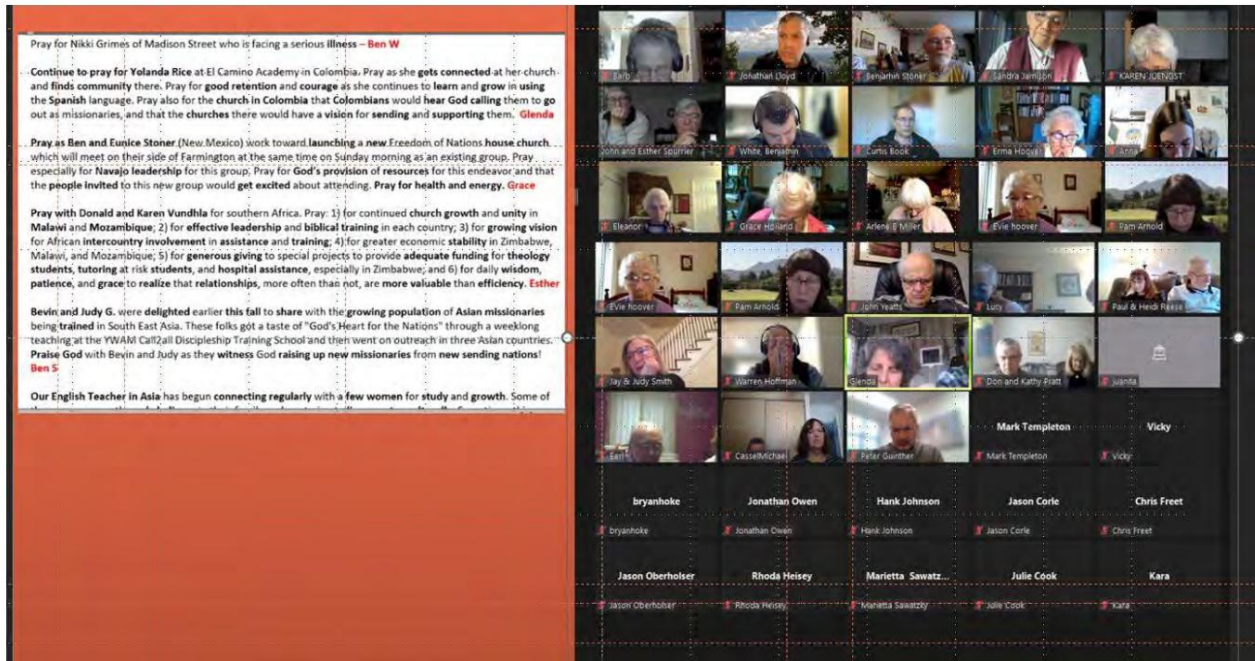 Pray for Nikki Grimes of Madison Street who is facing a serious illness – Ben W
Continue to pray for Yolanda Rice at El Camino Academy in Colombia. Pray as she gets connected at her church
and finds community there. Pray for good retention and courage as she continues to learn and grow in using
the Spanish language. Pray also for the church in Colombia that Colombians would hear God calling them to go
out as missionaries, and that the churches there would have a vision for sending and supporting them. Glenda
Pray as Ben and Eunice Stoner (New Mexico) work toward launching a new Freedom of Nations house church
which will meet on their side of Farmington at the same time on Sunday morning as an existing group. Pray
especially for Navajo leadership for this group. Pray for God's provision of resources for this endeavor and that
the people invited to this new group would get excited about attending. Pray for health and energy. Grace
Pray with Donald and Karen Vundhla for southern Africa. Pray: 1) for continued church growth and unity in
Malawi and Mozambique; 2) for effective leadership and biblical training in each country; 3) for growing vision
for African intercountry involvement in assistance and training; 4) for greater economic stability in Zimbabwe,
Malawi, and Mozambique; 5) for generous giving to special projects to provide adequate funding for theology
students, tutoring at risk students, and hospital assistance, especially in Zimbabwe; and 6) for daily wisdom,
patience, and grace to realize that relationships, more often than not, are more valuable than efficiency. Esther
Bevin and Judy G. were delighted earlier this fall to share with the growing population of Asian missionaries
being trained in South East Asia. These folks got a taste of "God's Heart for the Nations" through a weeklong
teaching at the YWAM Call2all Discipleship Training School and then went on outreach in three Asian countries.
Praise God with Bevin and Judy as they witness God raising up new missionaries from new sending nations!
Ben S
Our English Teacher in Asia has begun connecting regularly with a few women for study and growth. Some of
Barb
Jonathan Lloyd
Benjamin Stoner
Sandra Jamison
KAREN JOENGST
John and Esther Spurrier
White, Benjamin
Curtis Book
Erma Hoover
Anna
Eleanor
Grace Holland
Arlene E Miller
Evie hoover
Pam Arnold
EVie hoover
Pam Arnold
John Yeatts
Lucy
Paul & Heidi Reese
Jay & Judy Smith
Warren Hoffman
Glenda
Don and Kathy Pratt
Juanita
Earl
CasselMichael
Peter Guinther
Mark Templeton
Mark Templeton
Vicky
Vicky
bryanhoke
bryanhoke
Jonathan Owen
Jonathan Owen
Hank Johnson
Hank Johnson
Jason Corle
Jason Corle
Chris Freet
Chris Freet
Jason Oberholser
Jason Oberholser
Rhoda Heisey
Rhoda Heisey
Marietta Sawatz...
Marietta Sawatzky
Julie Cook
Julie Cook
Kara
Kara